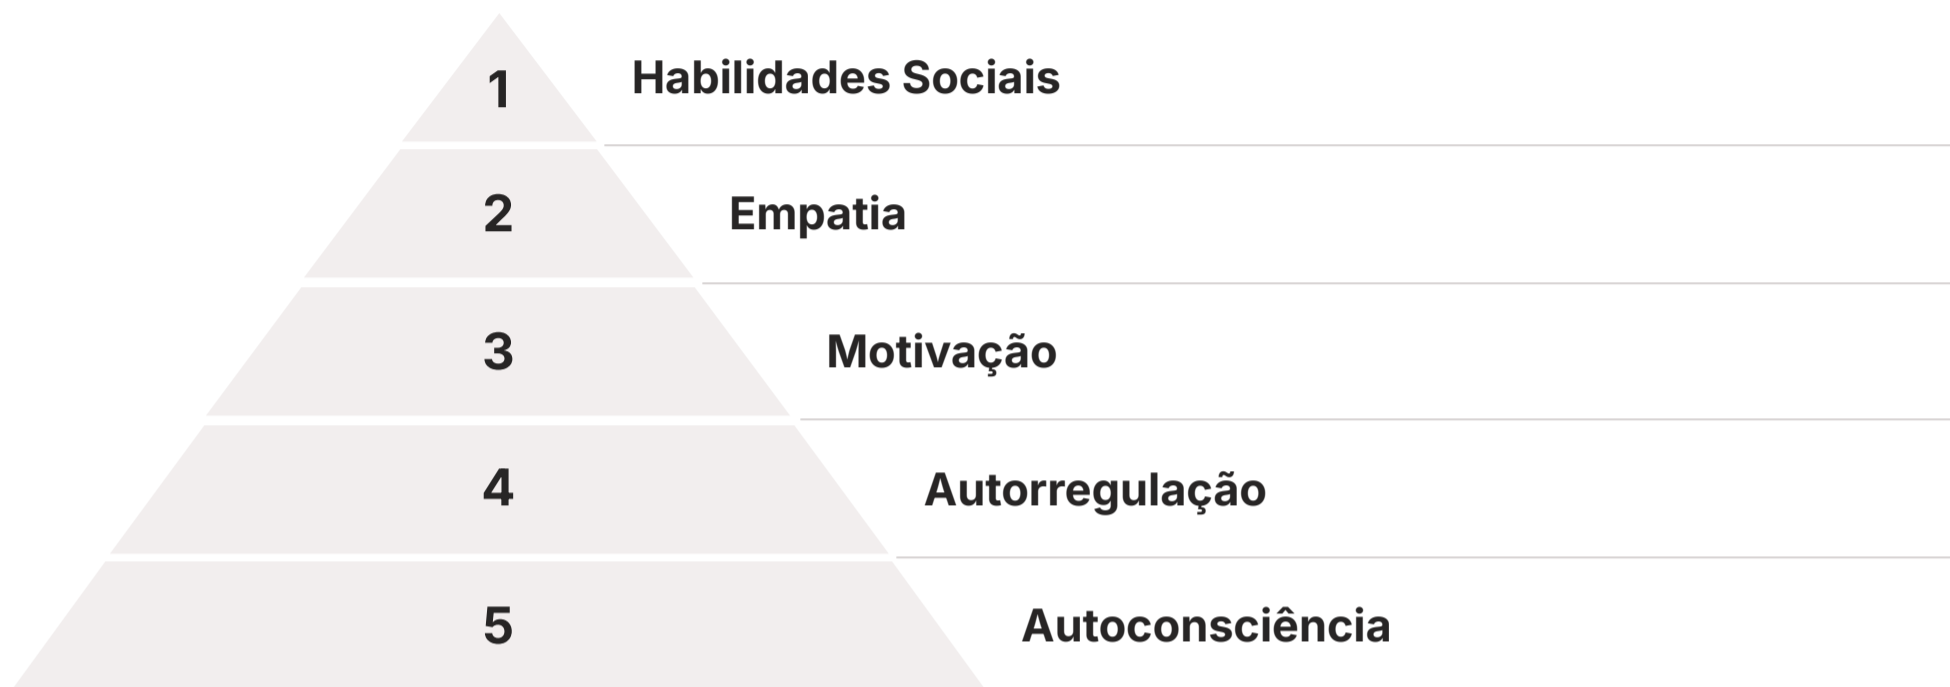 1 Habilidades Sociais
2 Empatia
3 Motivação
4 Autorregulação
5 Autoconsciência